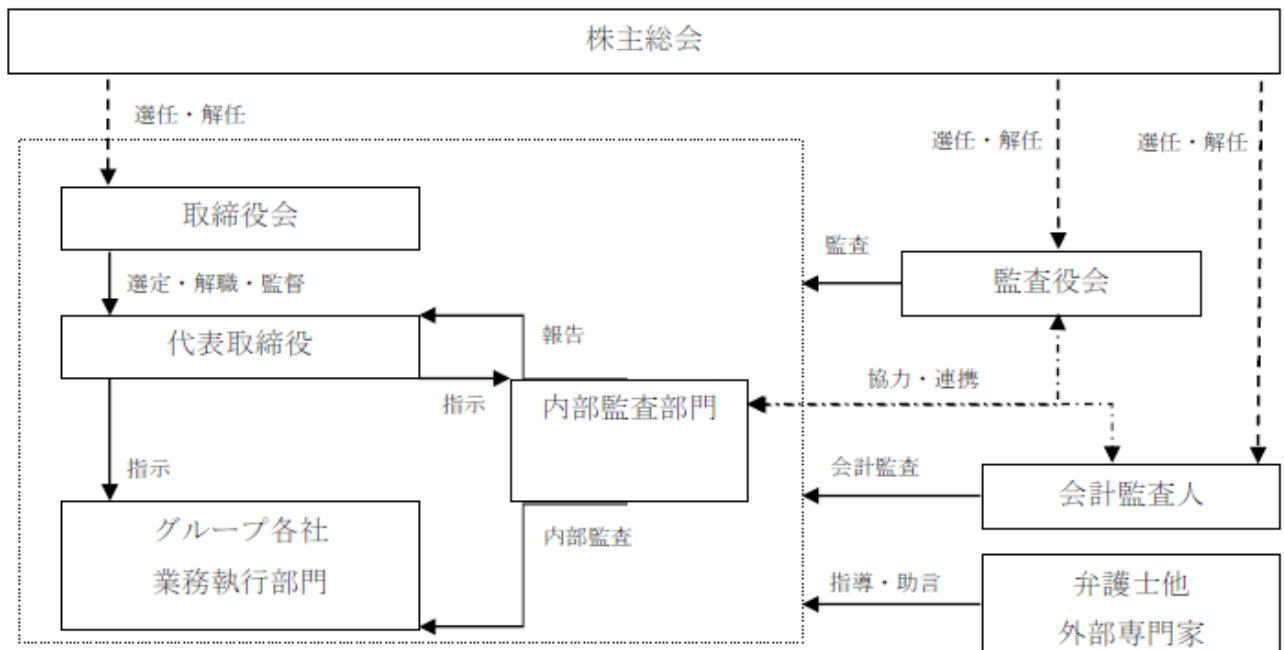 株主総会
選任・解任
選任・解任
選任・解任
取締役会
監査
監査役会
選定・解職・監督
代表取締役
報告
協力・連携
指示
内部監査部門
指示
会計監査
会計監査人
グループ各社
業務執行部門
内部監査
指導・助言
弁護士他
外部専門家